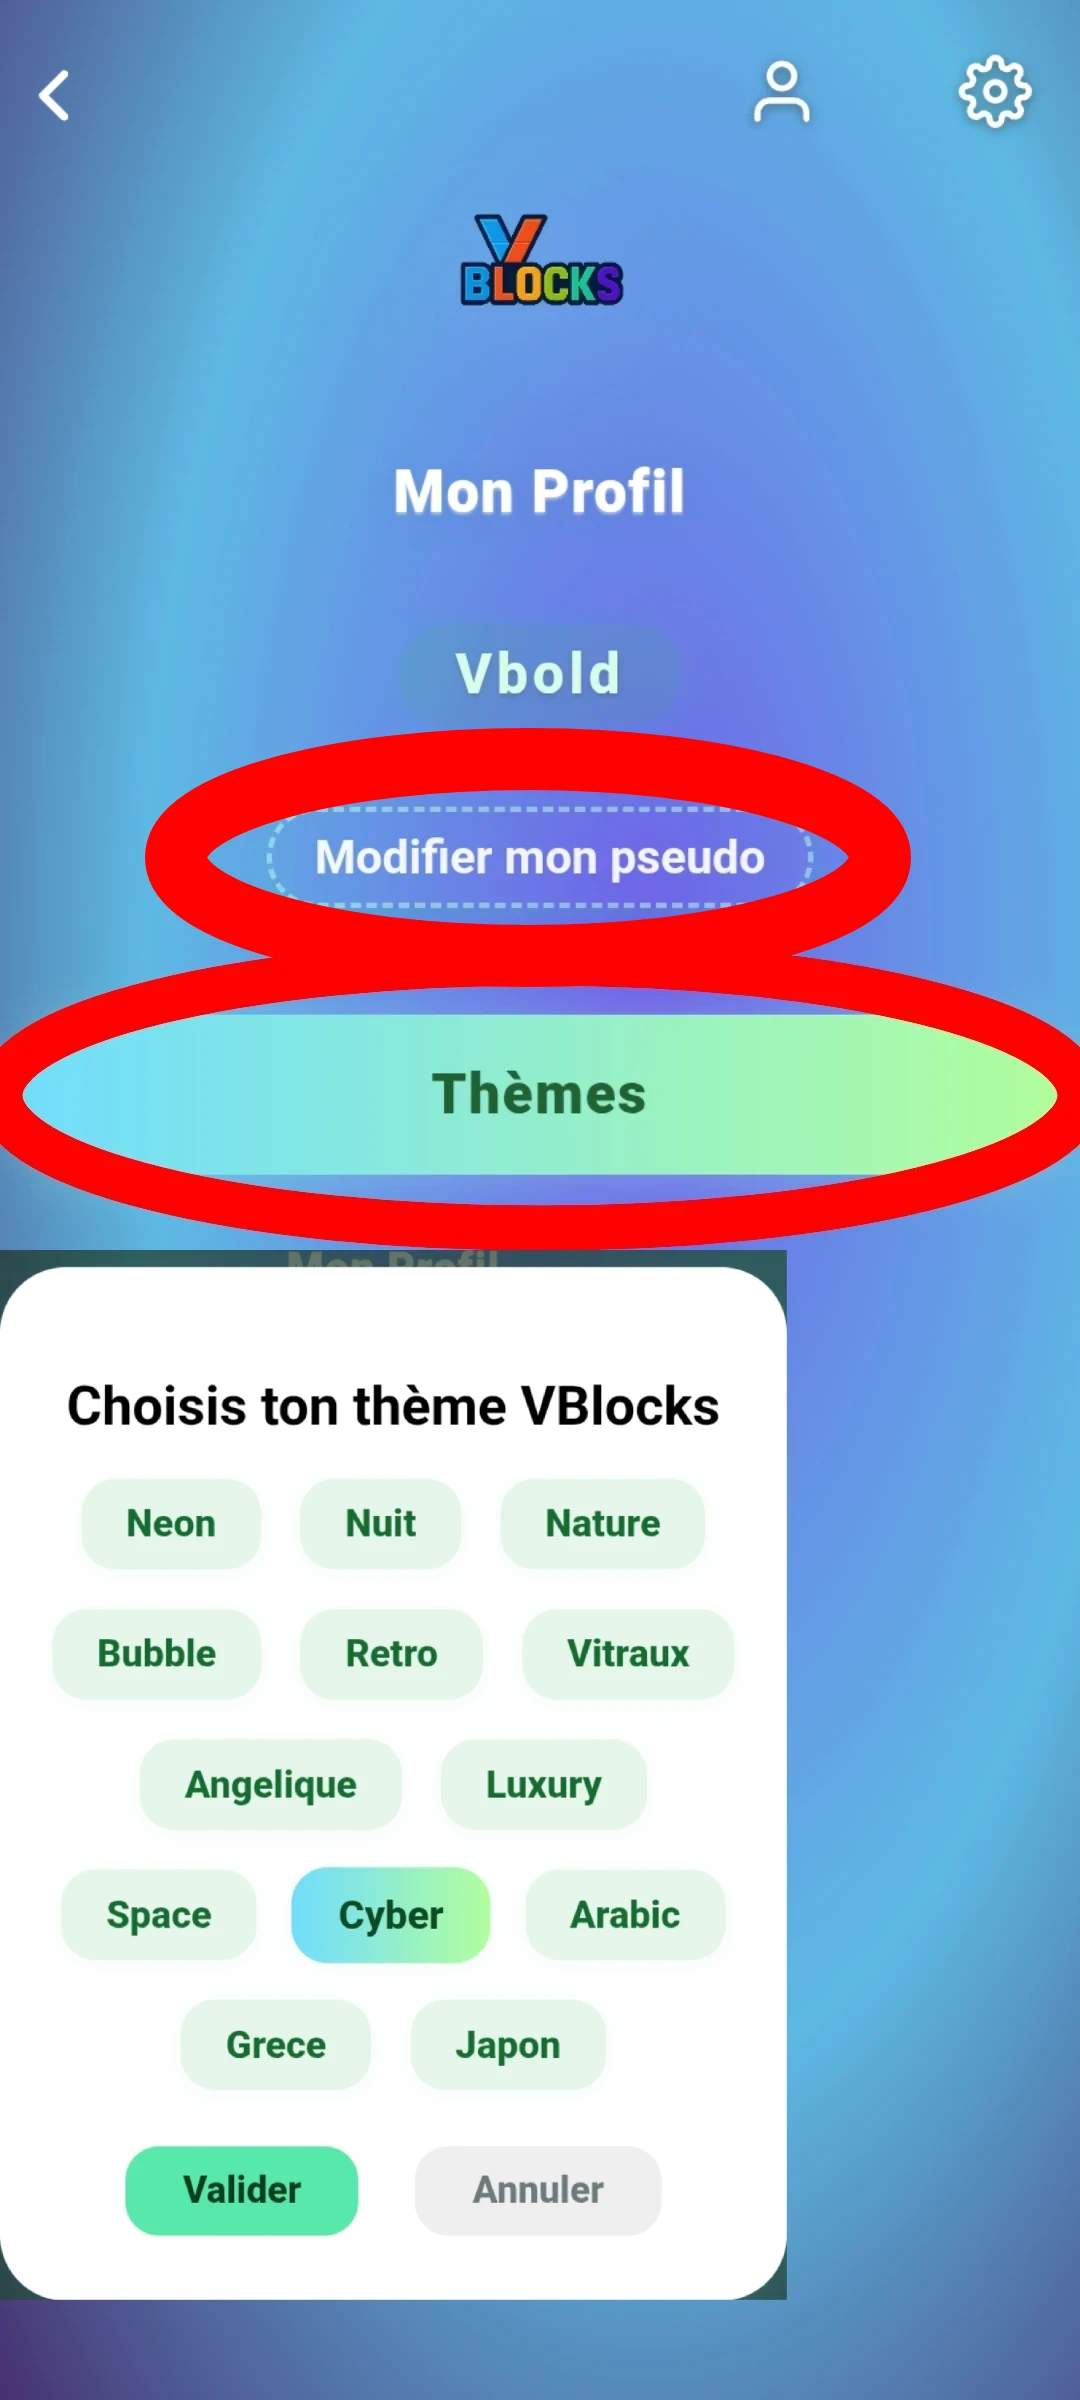 V
BLOCKS
Mon Profil
Vbold
Modifier mon pseudo
Thèmes
Mon Profil
Choisis ton thème VBlocks
Neon Nuit Nature
Bubble Retro Vitraux
Angelique Luxury
Space Cyber Arabic
Grece Japon
Valider Annuler